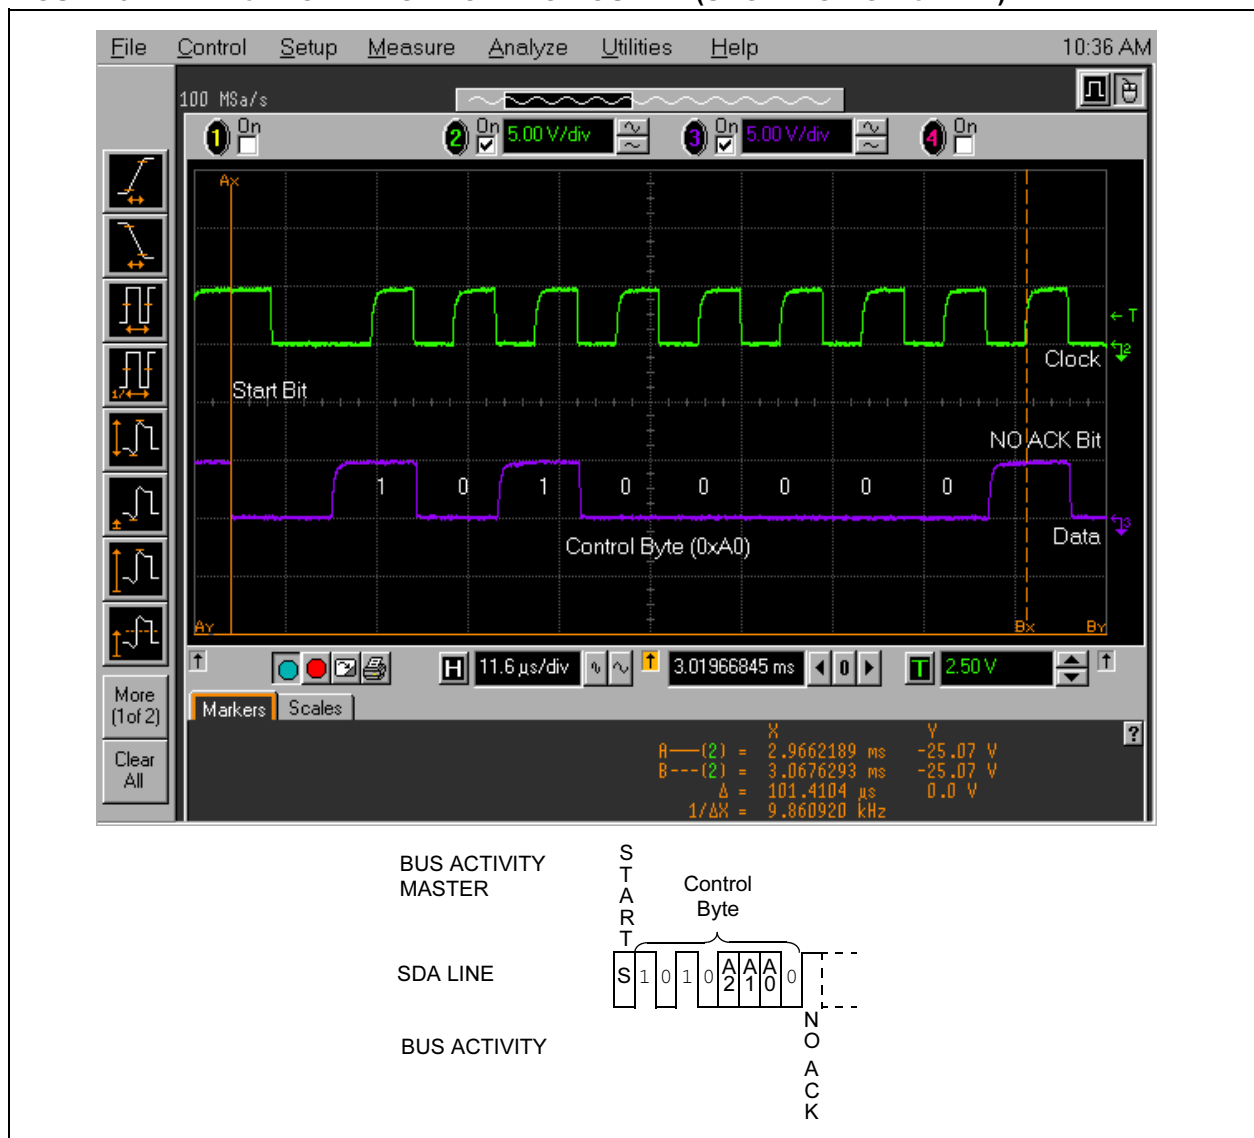 File Control Setup Measure Analyze Utilities Help 10:36 AM
100 MSa/s
1 On 2 On 5.00 V/div 3 On 5.00 V/div 4 On
Ax
T
2
Clock
Start Bit
NO ACK Bit
1 0 1 0 0 0 0 0
3
Data
Control Byte (0xA0)
Ay Bx By
1/
H 11.6 µs/div T 3.01966845 ms 0 T 2.50 V
More
(1of 2)
Clear
All
Markers Scales
?
X Y
A——(2) = 2.9662189 ms -25.07 V
B---(2) = 3.0676293 ms -25.07 V
Δ = 101.4104 µs 0.0 V
1/ΔX = 9.860920 kHz
BUS ACTIVITY
MASTER
START
Control
Byte
SDA LINE
S 1 0 1 0 A2 A1 A0 0
BUS ACTIVITY
NO ACK